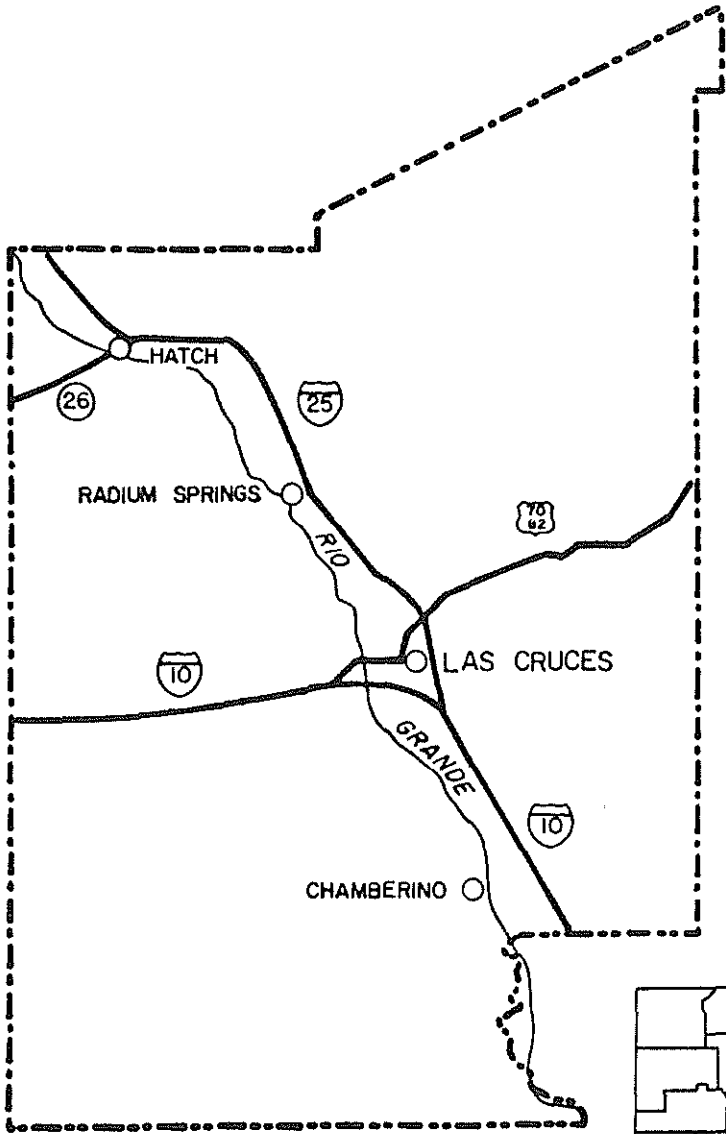 HATCH
26
25
RADIUM SPRINGS
70
82
RIO
10
LAS CRUCES
GRANDE
10
CHAMBERINO